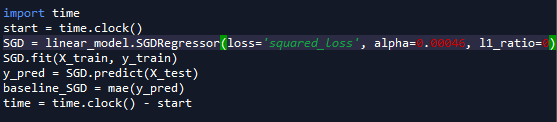 import time
start = time.clock()
SGD = linear_model.SGDRegressor(loss='squared_loss', alpha=0.00046, l1_ratio=0)
SGD.fit(X_train, y_train)
y_pred = SGD.predict(X_test)
baseline_SGD = mae(y_pred)
time = time.clock() - start